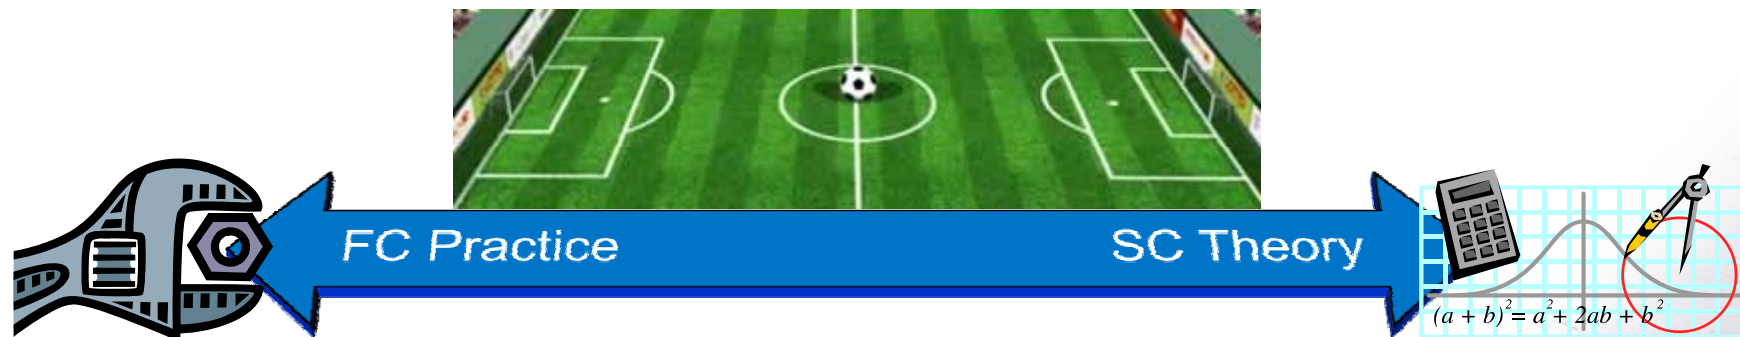 FC Practice
SC Theory
(a + b)² = a² + 2ab + b²